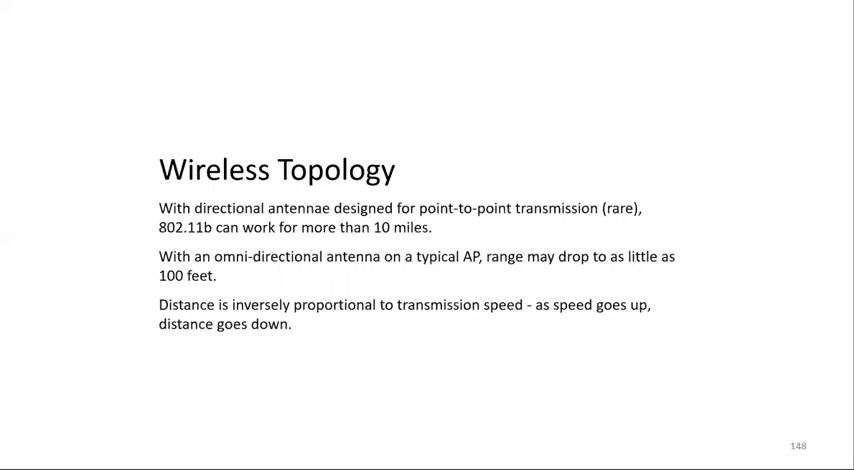 Wireless Topology
With directional antennae designed for point-to-point transmission (rare),
802.11b can work for more than 10 miles.
With an omni-directional antenna on a typical AP, range may drop to as little as
100 feet.
Distance is inversely proportional to transmission speed - as speed goes up,
distance goes down.
148